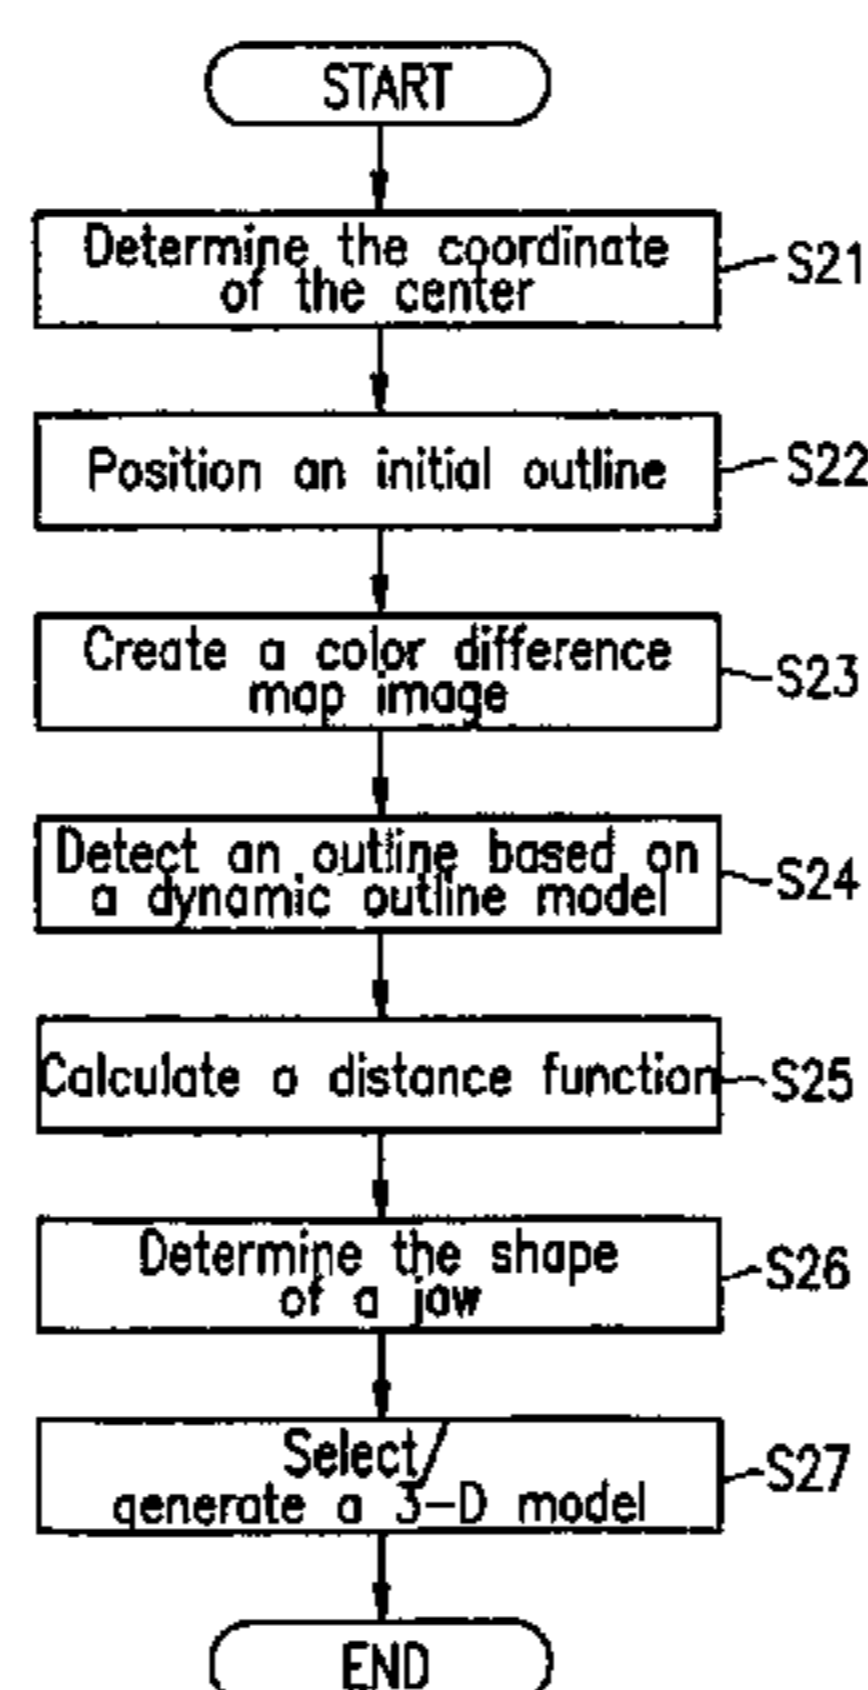 START
Determine the coordinate
of the center
S21
Position an initial outline
S22
Create a color difference
map image
S23
Detect an outline based on
a dynamic outline model
S24
Calculate a distance function
S25
Determine the shape
of a jaw
S26
Select/
generate a 3-D model
S27
END